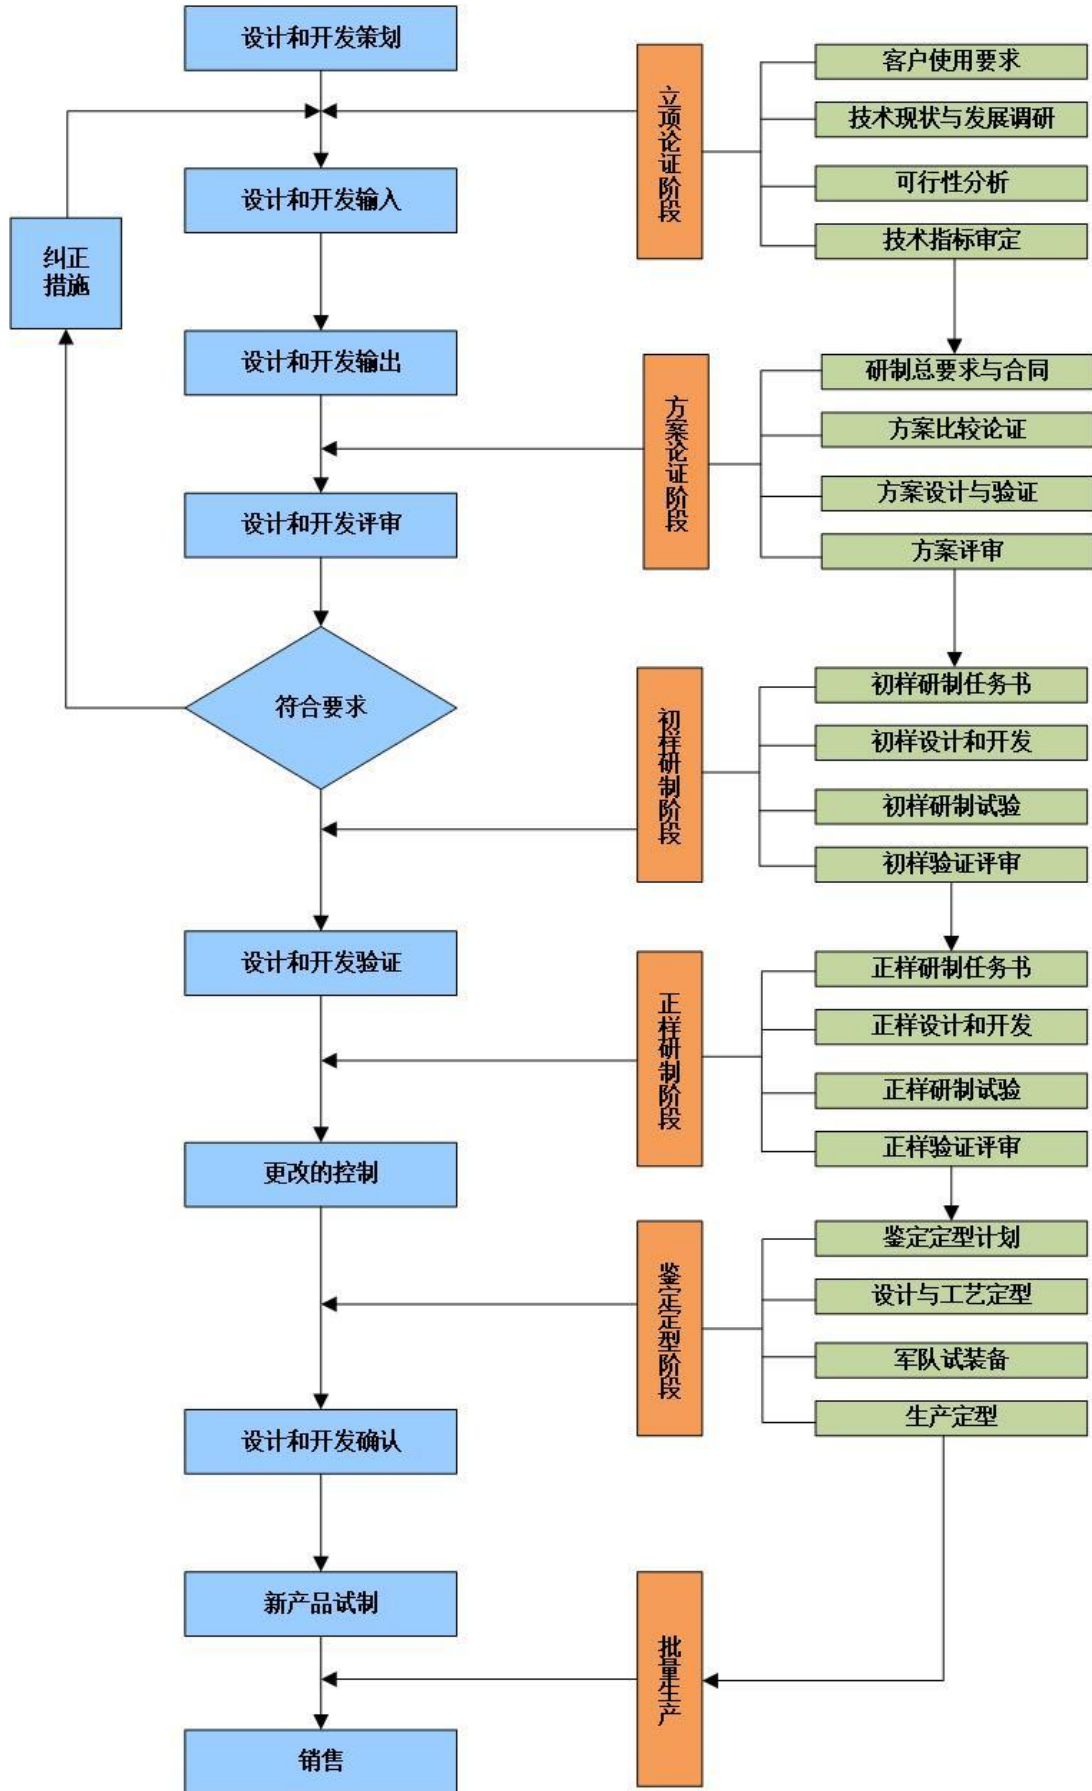 设计和开发策划
设计和开发输入
纠正
措施
设计和开发输出
设计和开发评审
符合要求
设计和开发验证
更改的控制
设计和开发确认
新产品试制
销售
立项论证阶段
客户使用要求
技术现状与发展调研
可行性分析
技术指标审定
方案论证阶段
研制总要求与合同
方案比较论证
方案设计与验证
方案评审
初样研制阶段
初样研制任务书
初样设计和开发
初样研制试验
初样验证评审
正样研制阶段
正样研制任务书
正样设计和开发
正样研制试验
正样验证评审
鉴定定型阶段
鉴定定型计划
设计与工艺定型
军队试装备
生产定型
批量生产